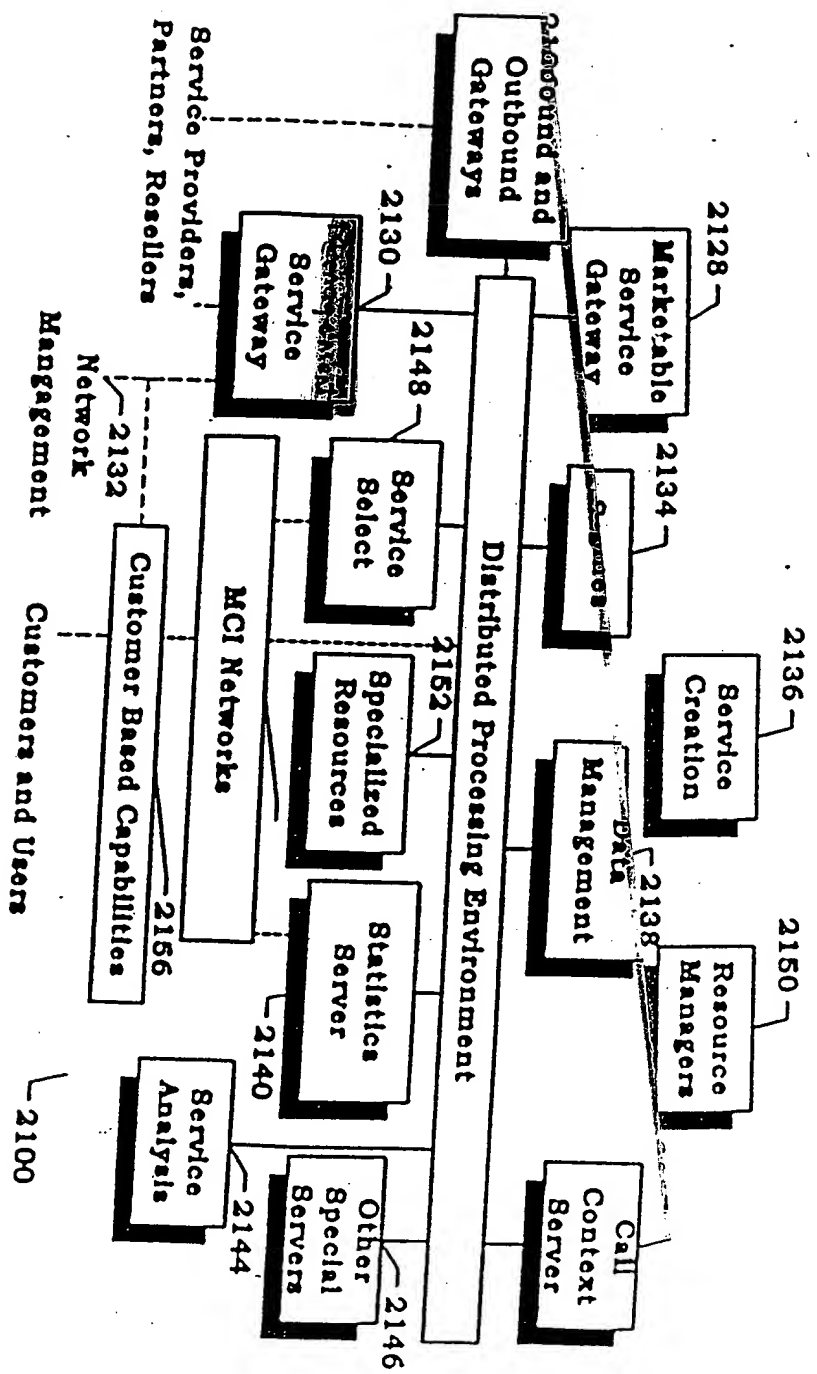 2128
Marketable
Service
Gateway
2134
2136
Service
Creation
2138
Data
Management
2150
Resource
Managers
Call
Context
Server
Inbound and
Outbound
Gateways
Distributed Processing Environment
2130
Service
Gateway
2148
Service
Select
2152
Specialized
Resources
Statistics
Server
2140
Other
Special
Servers
2146
Service
Analysis
2144
MCI Networks
Customer Based Capabilities
2156
Service Providers,
Partners, Resellers
2132
Network
Mangagement
Customers and Users
2100